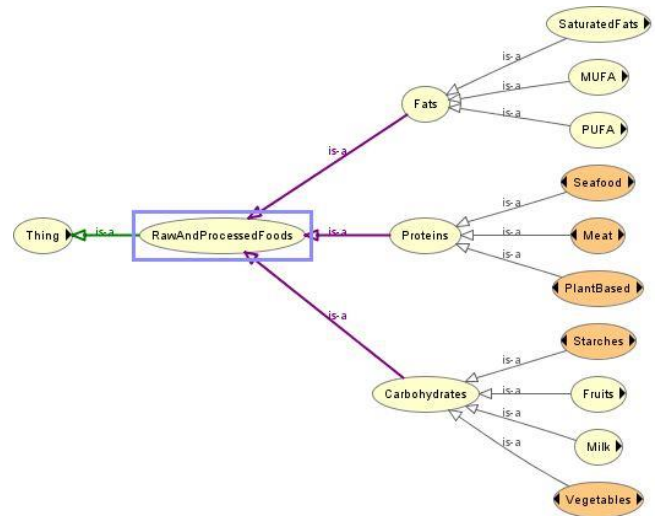 SaturatedFats
is-a
MUFA
is-a
Fats
is-a
PUFA
is-a
Seafood
is-a
Thing
is-a
RawAndProcessedFoods
is-a
Proteins
is-a
Meat
is-a
PlantBased
is-a
Starches
is-a
Carbohydrates
is-a
Fruits
is-a
Milk
is-a
Vegetables